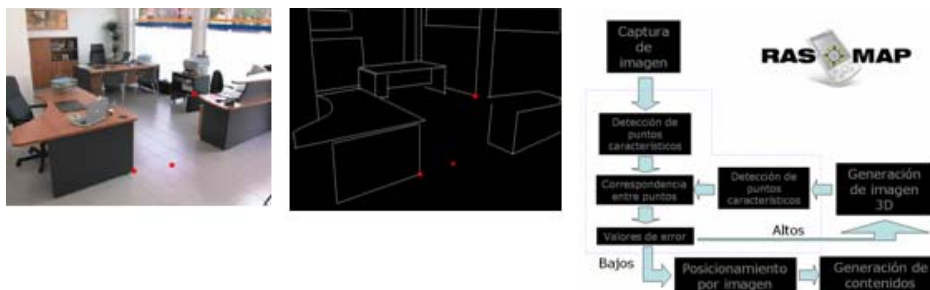 Captura
de
imagen
RAS MAP
Detección de
puntos
característicos
Correspondencia
entre puntos
Detección de
puntos
característicos
Generación
de imagen
3D
Valores de error
Altos
Bajos
Posicionamiento
por imagen
Generación de
contenidos